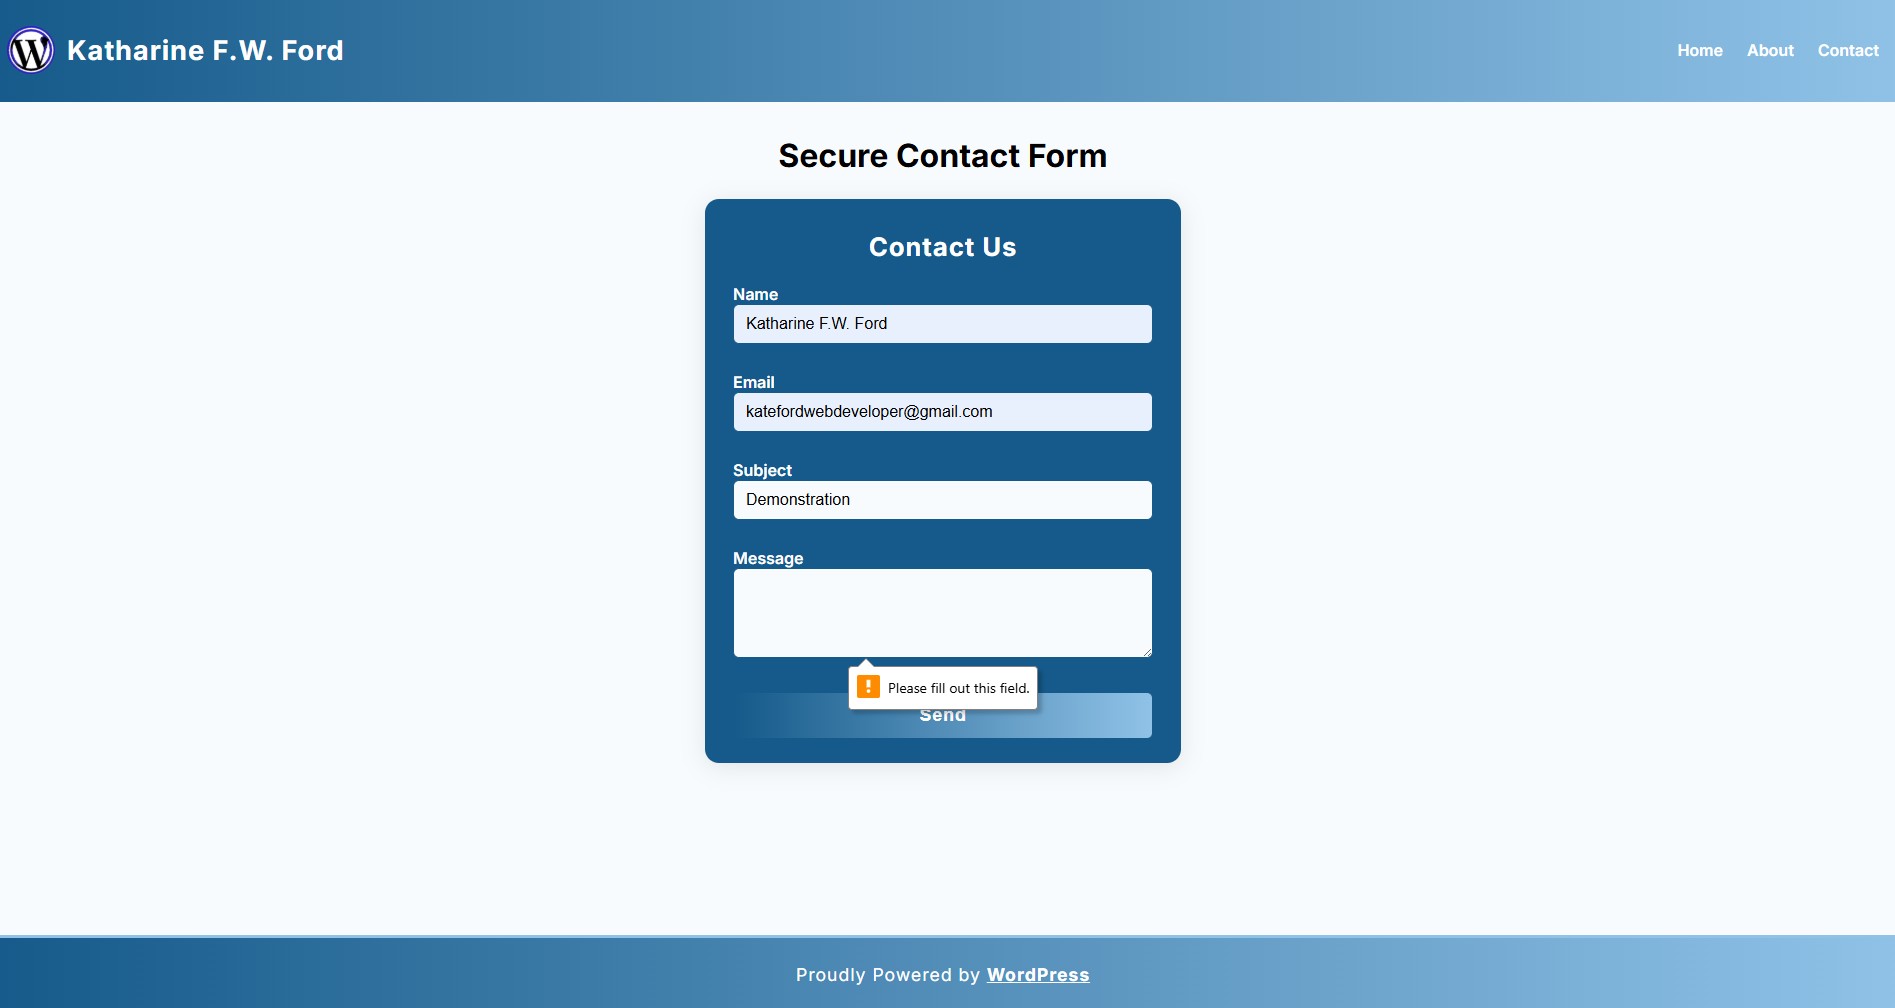 Katharine F.W. Ford
Home About Contact
Secure Contact Form
Contact Us
Name
Katharine F.W. Ford
Email
katefordwebdeveloper@gmail.com
Subject
Demonstration
Message
Please fill out this field.
Send
Proudly Powered by WordPress